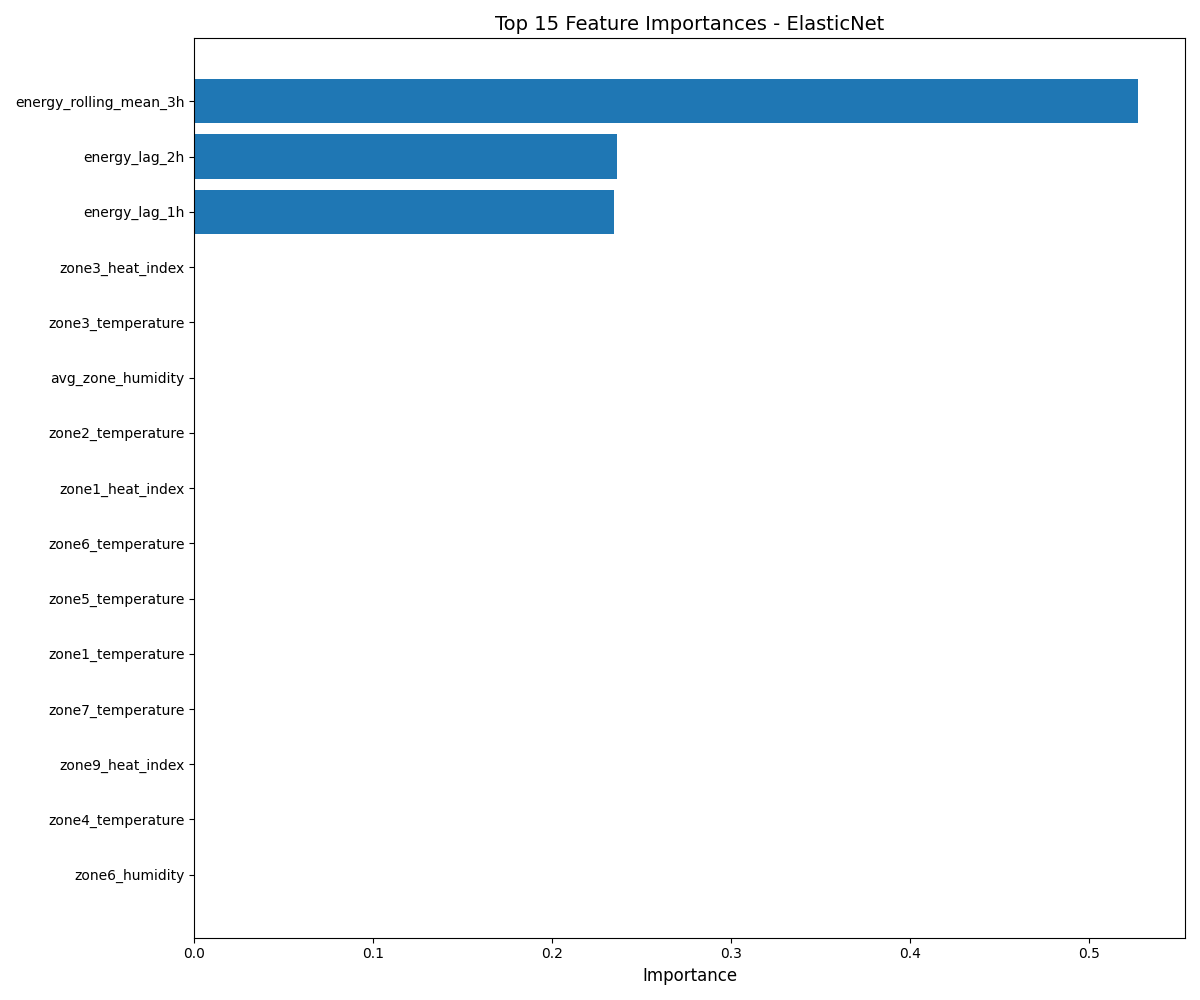 Top 15 Feature Importances - ElasticNet
energy_rolling_mean_3h
energy_lag_2h
energy_lag_1h
zone3_heat_index
zone3_temperature
avg_zone_humidity
zone2_temperature
zone1_heat_index
zone6_temperature
zone5_temperature
zone1_temperature
zone7_temperature
zone9_heat_index
zone4_temperature
zone6_humidity
0.0 0.1 0.2 0.3 0.4 0.5
Importance